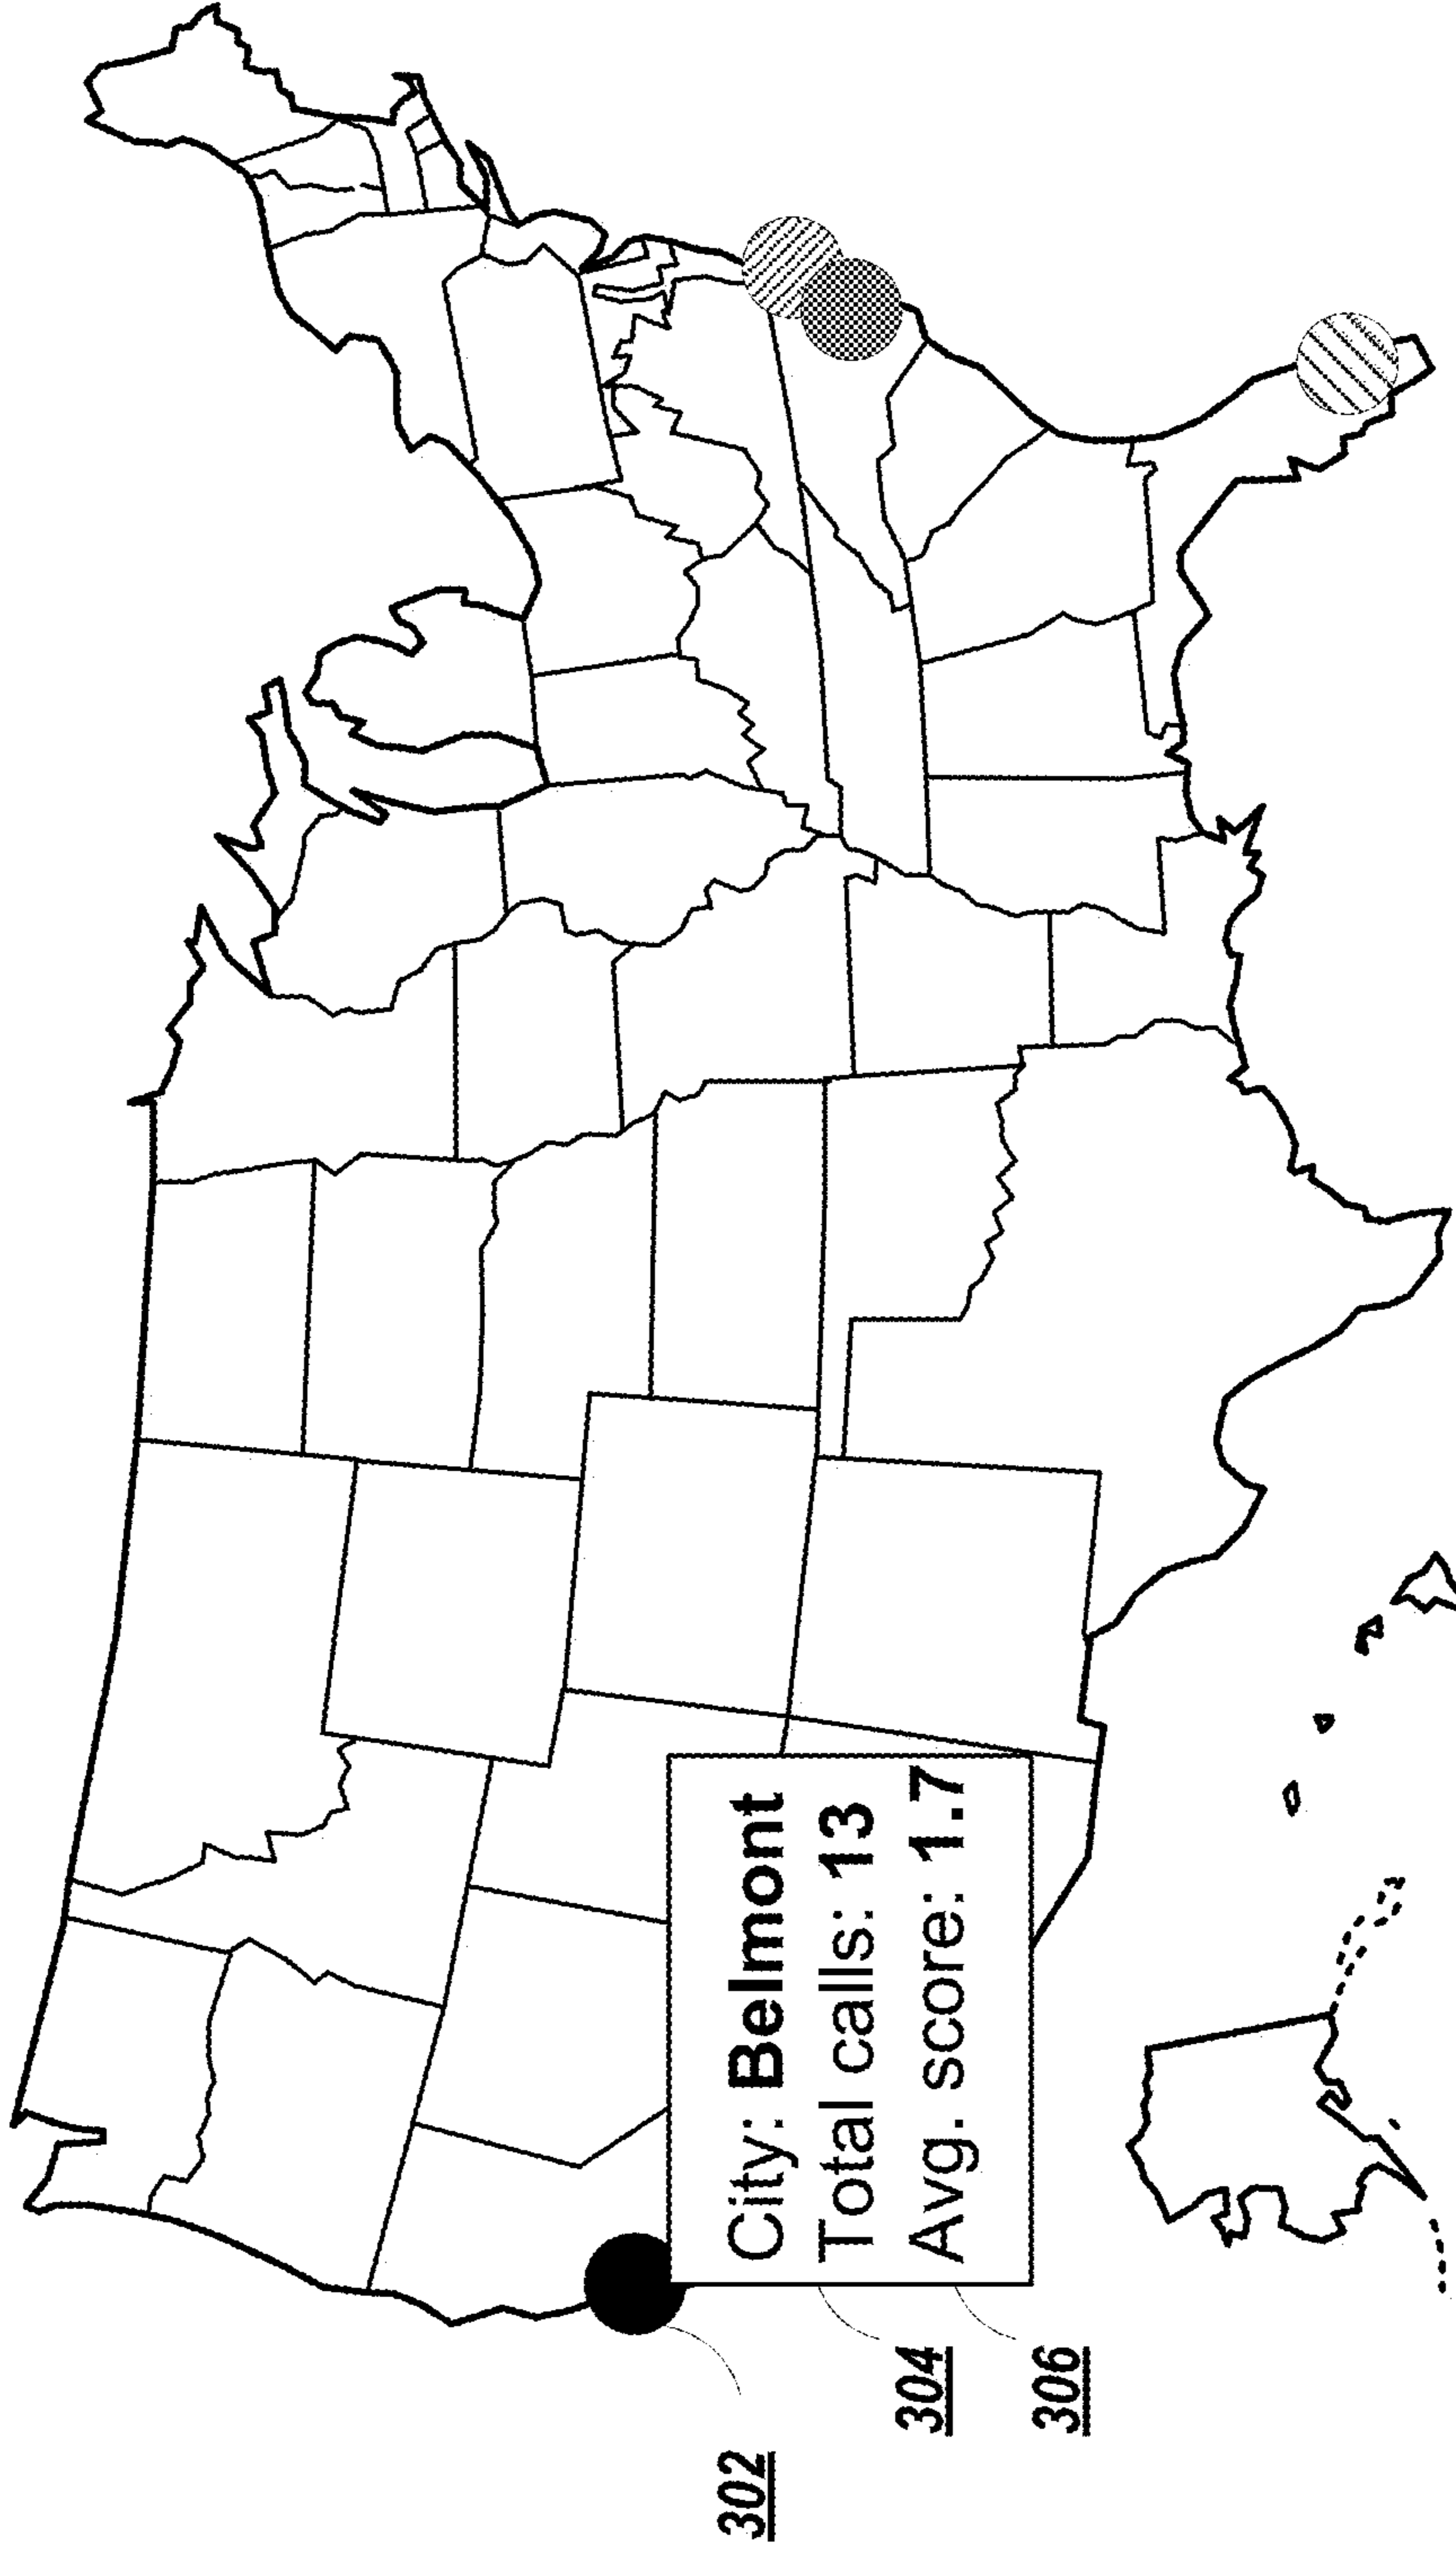 City: Belmont
Total calls: 13
Avg. score: 1.7
302
304
306